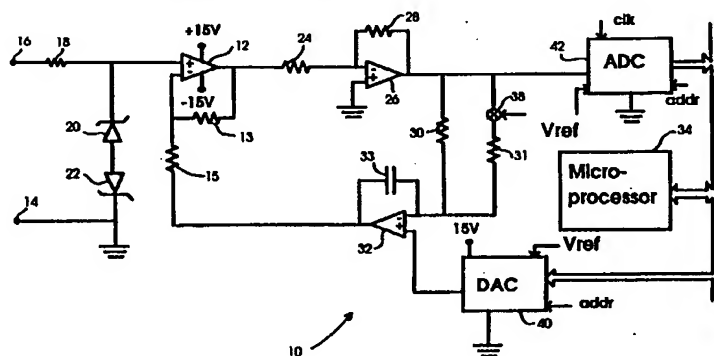 16
18
+15V
12
-15V
13
15
20
22
14
24
28
26
30
38
31
33
32
clk
42
ADC
Vref
addr
34
Micro-
processor
15V
Vref
DAC
addr
40
10